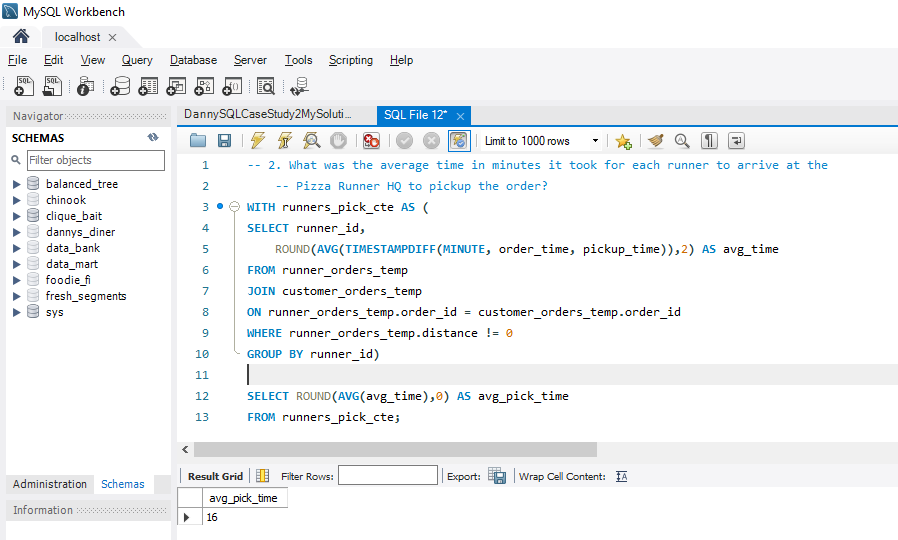 MySQL Workbench
localhost
File Edit View Query Database Server Tools Scripting Help
Navigator
SCHEMAS
Filter objects
balanced_tree
chinook
clique_bait
dannys_diner
data_bank
data_mart
foodie_fi
fresh_segments
sys
Administration Schemas
Information
DannySQLCaseStudy2MySoluti... SQL File 12*
Limit to 1000 rows
1 -- 2. What was the average time in minutes it took for each runner to arrive at the
2 -- Pizza Runner HQ to pickup the order?
3 WITH runners_pick_cte AS (
4 SELECT runner_id,
5 ROUND(AVG(TIMESTAMPDIFF(MINUTE, order_time, pickup_time)),2) AS avg_time
6 FROM runner_orders_temp
7 JOIN customer_orders_temp
8 ON runner_orders_temp.order_id = customer_orders_temp.order_id
9 WHERE runner_orders_temp.distance != 0
10 GROUP BY runner_id)
11
12 SELECT ROUND(AVG(avg_time),0) AS avg_pick_time
13 FROM runners_pick_cte;
Result Grid Filter Rows: Export: Wrap Cell Content:
avg_pick_time
16